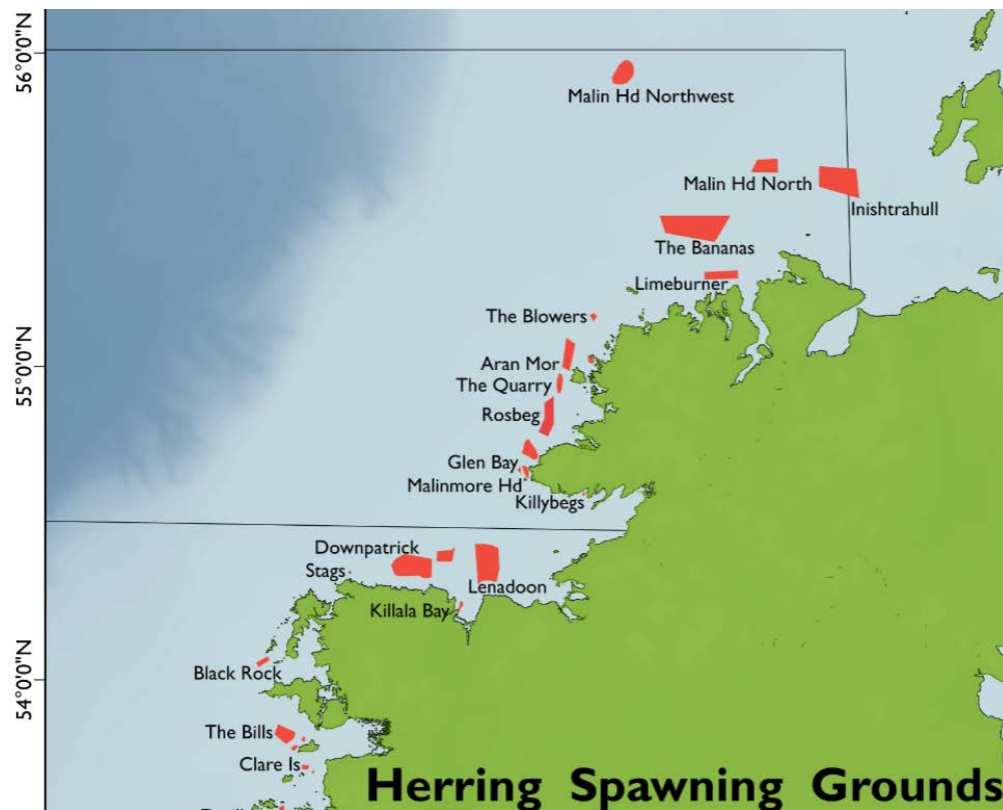 56°0'0"N
Malin Hd Northwest
Malin Hd North
Inishtrahull
The Bananas
Limeburner
The Blowers
55°0'0"N
Aran Mor
The Quarry
Rosbeg
Glen Bay
Malinmore Hd
Killybegs
Downpatrick
Stags
Lenadoon
Killala Bay
54°0'0"N
Black Rock
The Bills
Clare Is
Herring Spawning Grounds